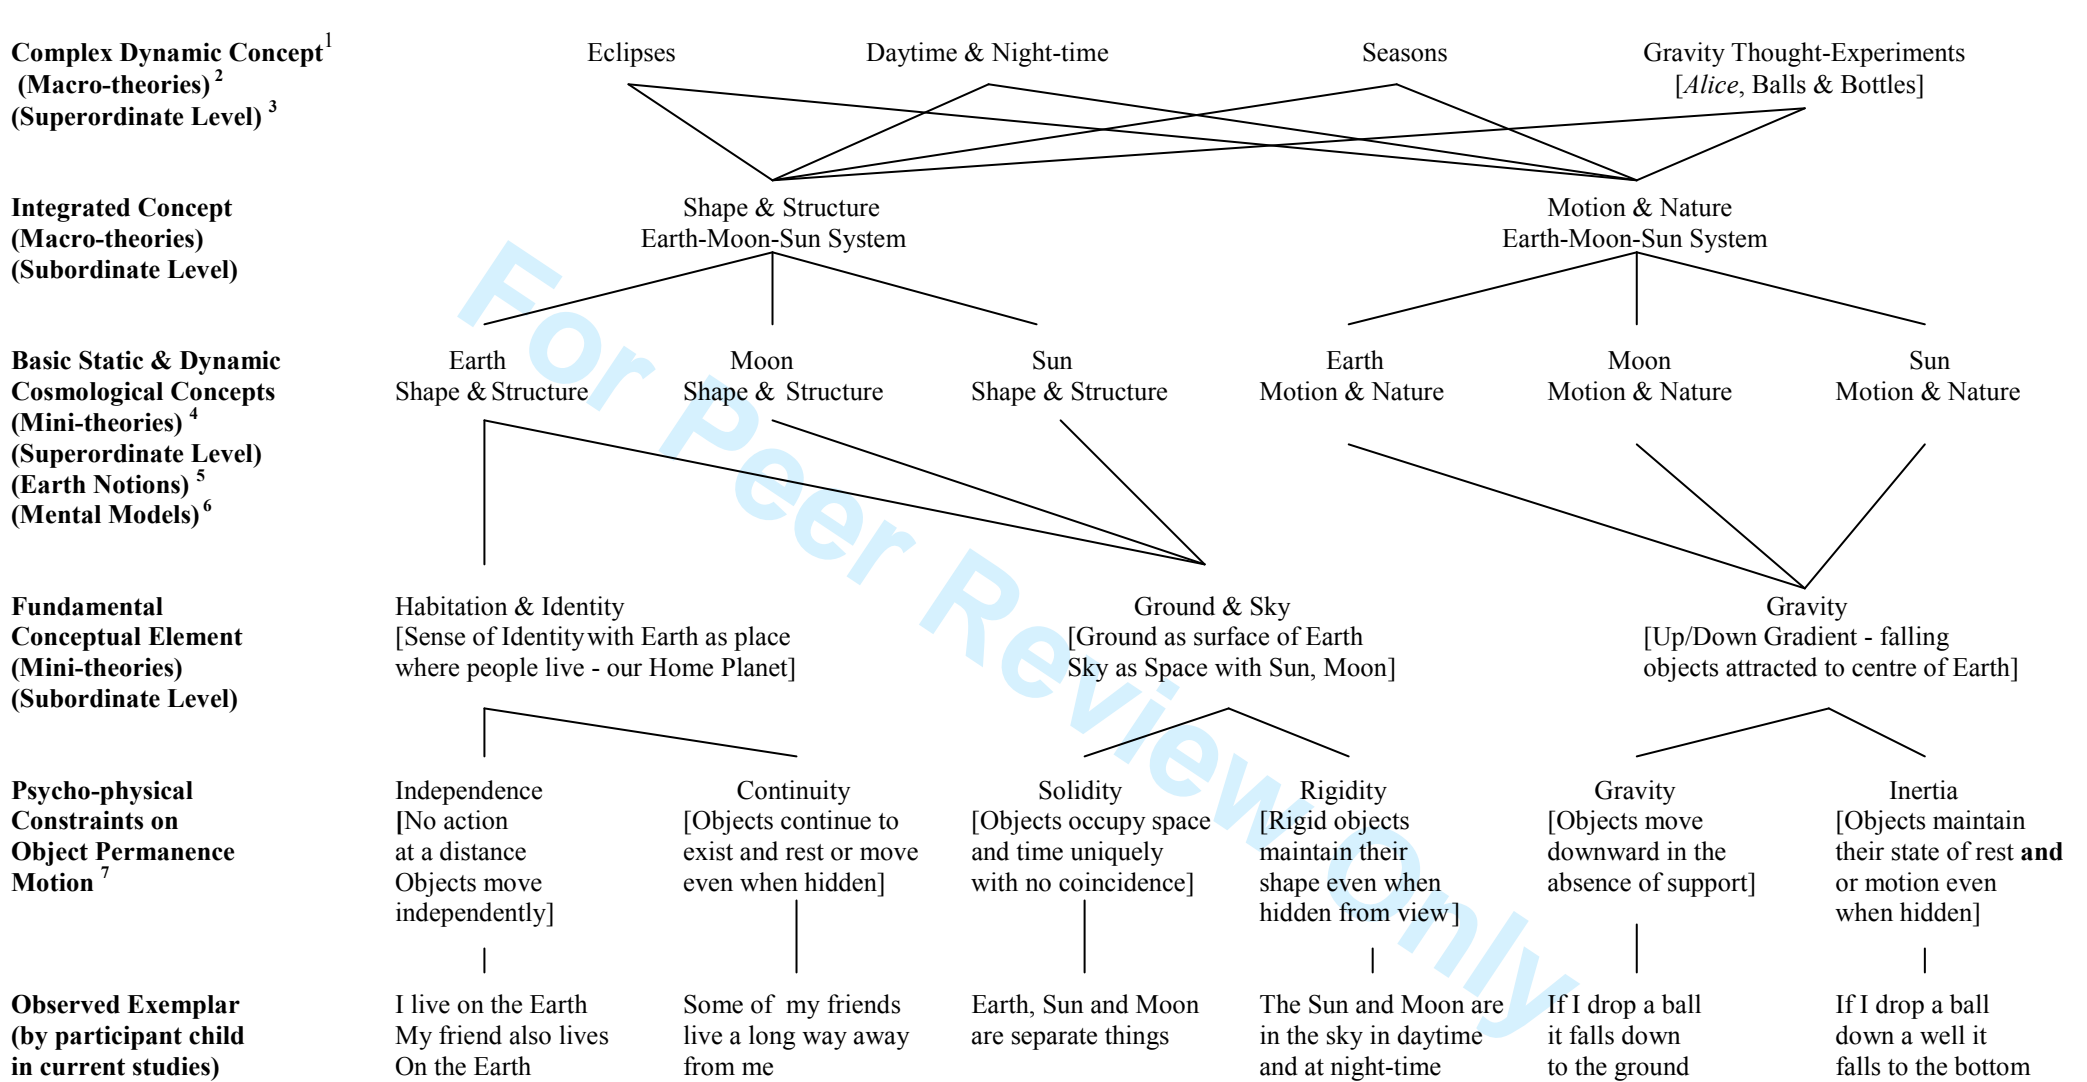 Complex Dynamic Concept1
(Macro-theories) 2
(Superordinate Level) 3
Eclipses
Daytime & Night-time
Seasons
Gravity Thought-Experiments
[Alice, Balls & Bottles]
Integrated Concept
(Macro-theories)
(Subordinate Level)
Shape & Structure
Earth-Moon-Sun System
Motion & Nature
Earth-Moon-Sun System
Basic Static & Dynamic
Cosmological Concepts
(Mini-theories) 4
(Superordinate Level)
(Earth Notions) 5
(Mental Models) 6
Earth
Shape & Structure
Moon
Shape & Structure
Sun
Shape & Structure
Earth
Motion & Nature
Moon
Motion & Nature
Sun
Motion & Nature
Fundamental
Conceptual Element
(Mini-theories)
(Subordinate Level)
Habitation & Identity
[Sense of Identity with Earth as place
where people live - our Home Planet]
Ground & Sky
[Ground as surface of Earth
Sky as Space with Sun, Moon]
Gravity
[Up/Down Gradient - falling
objects attracted to centre of Earth]
Psycho-physical
Constraints on
Object Permanence
Motion 7
Independence
[No action
at a distance
Objects move
independently]
Continuity
[Objects continue to
exist and rest or move
even when hidden]
Solidity
[Objects occupy space
and time uniquely
with no coincidence]
Rigidity
[Rigid objects
maintain their
shape even when
hidden from view]
Gravity
[Objects move
downward in the
absence of support]
Inertia
[Objects maintain
their state of rest and
or motion even
when hidden]
Observed Exemplar
(by participant child
in current studies)
I live on the Earth
My friend also lives
On the Earth
Some of my friends
live a long way away
from me
Earth, Sun and Moon
are separate things
The Sun and Moon are
in the sky in daytime
and at night-time
If I drop a ball
it falls down
to the ground
If I drop a ball
down a well it
falls to the bottom
For Peer Review Only